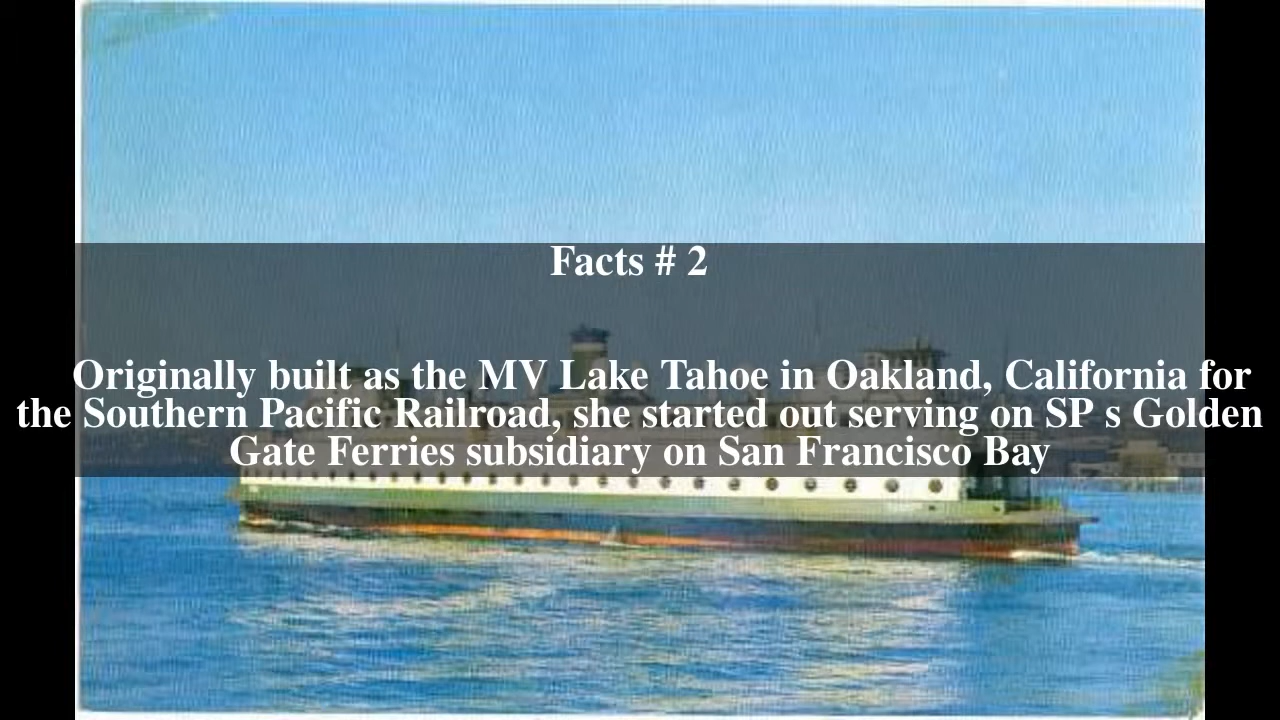 Facts # 2
Originally built as the MV Lake Tahoe in Oakland, California for
the Southern Pacific Railroad, she started out serving on SP s Golden
Gate Ferries subsidiary on San Francisco Bay